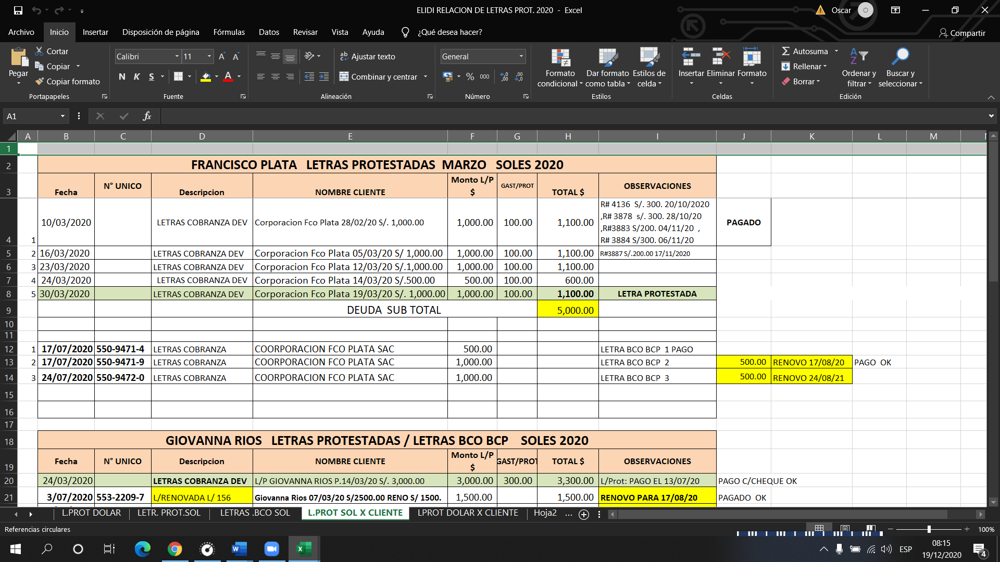 ELIDI RELACION DE LETRAS PROT. 2020 - Excel
Oscar
O
Archivo Inicio Insertar Disposición de página Fórmulas Datos Revisar Vista Ayuda ¿Qué desea hacer? Compartir
Pegar
Cortar
Copiar
Copiar formato
Portapapeles
Calibri 11
N K S
Fuente
Ajustar texto
Combinar y centrar
Alineación
General
% 000
Número
Formato condicional
Dar formato como tabla
Estilos de celda
Estilos
Insertar Eliminar Formato
Celdas
Autosuma
Rellenar
Borrar
Ordenar y filtrar
Buscar y seleccionar
Edición
A1 fx
A B C D E F G H I J K L M
1
2 FRANCISCO PLATA LETRAS PROTESTADAS MARZO SOLES 2020
3 Fecha N° UNICO Descripcion NOMBRE CLIENTE Monto L/P $ GAST/PROT TOTAL $ OBSERVACIONES
4 1 10/03/2020 LETRAS COBRANZA DEV Corporacion Fco Plata 28/02/20 S/. 1,000.00 1,000.00 100.00 1,100.00 R# 4136 S/. 300. 20/10/2020
,R# 3878 s/. 300. 28/10/20
,R#3883 S/200. 04/11/20 ,
R# 3884 S/300. 06/11/20
PAGADO
5 2 16/03/2020 LETRAS COBRANZA DEV Corporacion Fco Plata 05/03/20 S/ 1,000.00 1,000.00 100.00 1,100.00 R#3887 S/.200.00 17/11/2020
6 3 23/03/2020 LETRAS COBRANZA DEV Corporacion Fco Plata 12/03/20 S/.1,000.00 1,000.00 100.00 1,100.00
7 4 24/03/2020 LETRAS COBRANZA DEV Corporacion Fco Plata 14/03/20 S/.500.00 500.00 100.00 600.00
8 5 30/03/2020 LETRAS COBRANZA DEV Corporacion Fco Plata 19/03/20 S/. 1,000.00 1,000.00 100.00 1,100.00 LETRA PROTESTADA
9 DEUDA SUB TOTAL 5,000.00
10
11
12 1 17/07/2020 550-9471-4 LETRAS COBRANZA COORPORACION FCO PLATA SAC 500.00 LETRA BCO BCP 1 PAGO
13 2 17/07/2020 550-9471-9 LETRAS COBRANZA COORPORACION FCO PLATA SAC 1,000.00 LETRA BCO BCP 2 500.00 RENOVO 17/08/20 PAGO OK
14 3 24/07/2020 550-9472-0 LETRAS COBRANZA COORPORACION FCO PLATA SAC 1,000.00 LETRA BCO BCP 3 500.00 RENOVO 24/08/21
15
16
17
18 GIOVANNA RIOS LETRAS PROTESTADAS / LETRAS BCO BCP SOLES 2020
19 Fecha N° UNICO Descripcion NOMBRE CLIENTE Monto L/P $ GAST/PROT TOTAL $ OBSERVACIONES
20 24/03/2020 LETRAS COBRANZA DEV L/P GIOVANNA RIOS P.14/03/20 S/. 3,000.00 3,000.00 300.00 3,300.00 L/Prot: PAGO EL 13/07/20 PAGO C/CHEQUE OK
21 3/07/2020 553-2209-7 L/RENOVADA L/ 156 Giovanna Rios 07/03/20 S/2500.00 RENO S/ 1500. 1,500.00 1,500.00 RENOVO PARA 17/08/20 PAGADO OK
L.PROT DOLAR LETR. PROT.SOL LETRAS .BCO SOL L.PROT SOL X CLIENTE LPROT DOLAR X CLIENTE Hoja2 ...
Referencias circulares 100%
ESP
08:15
19/12/2020
4